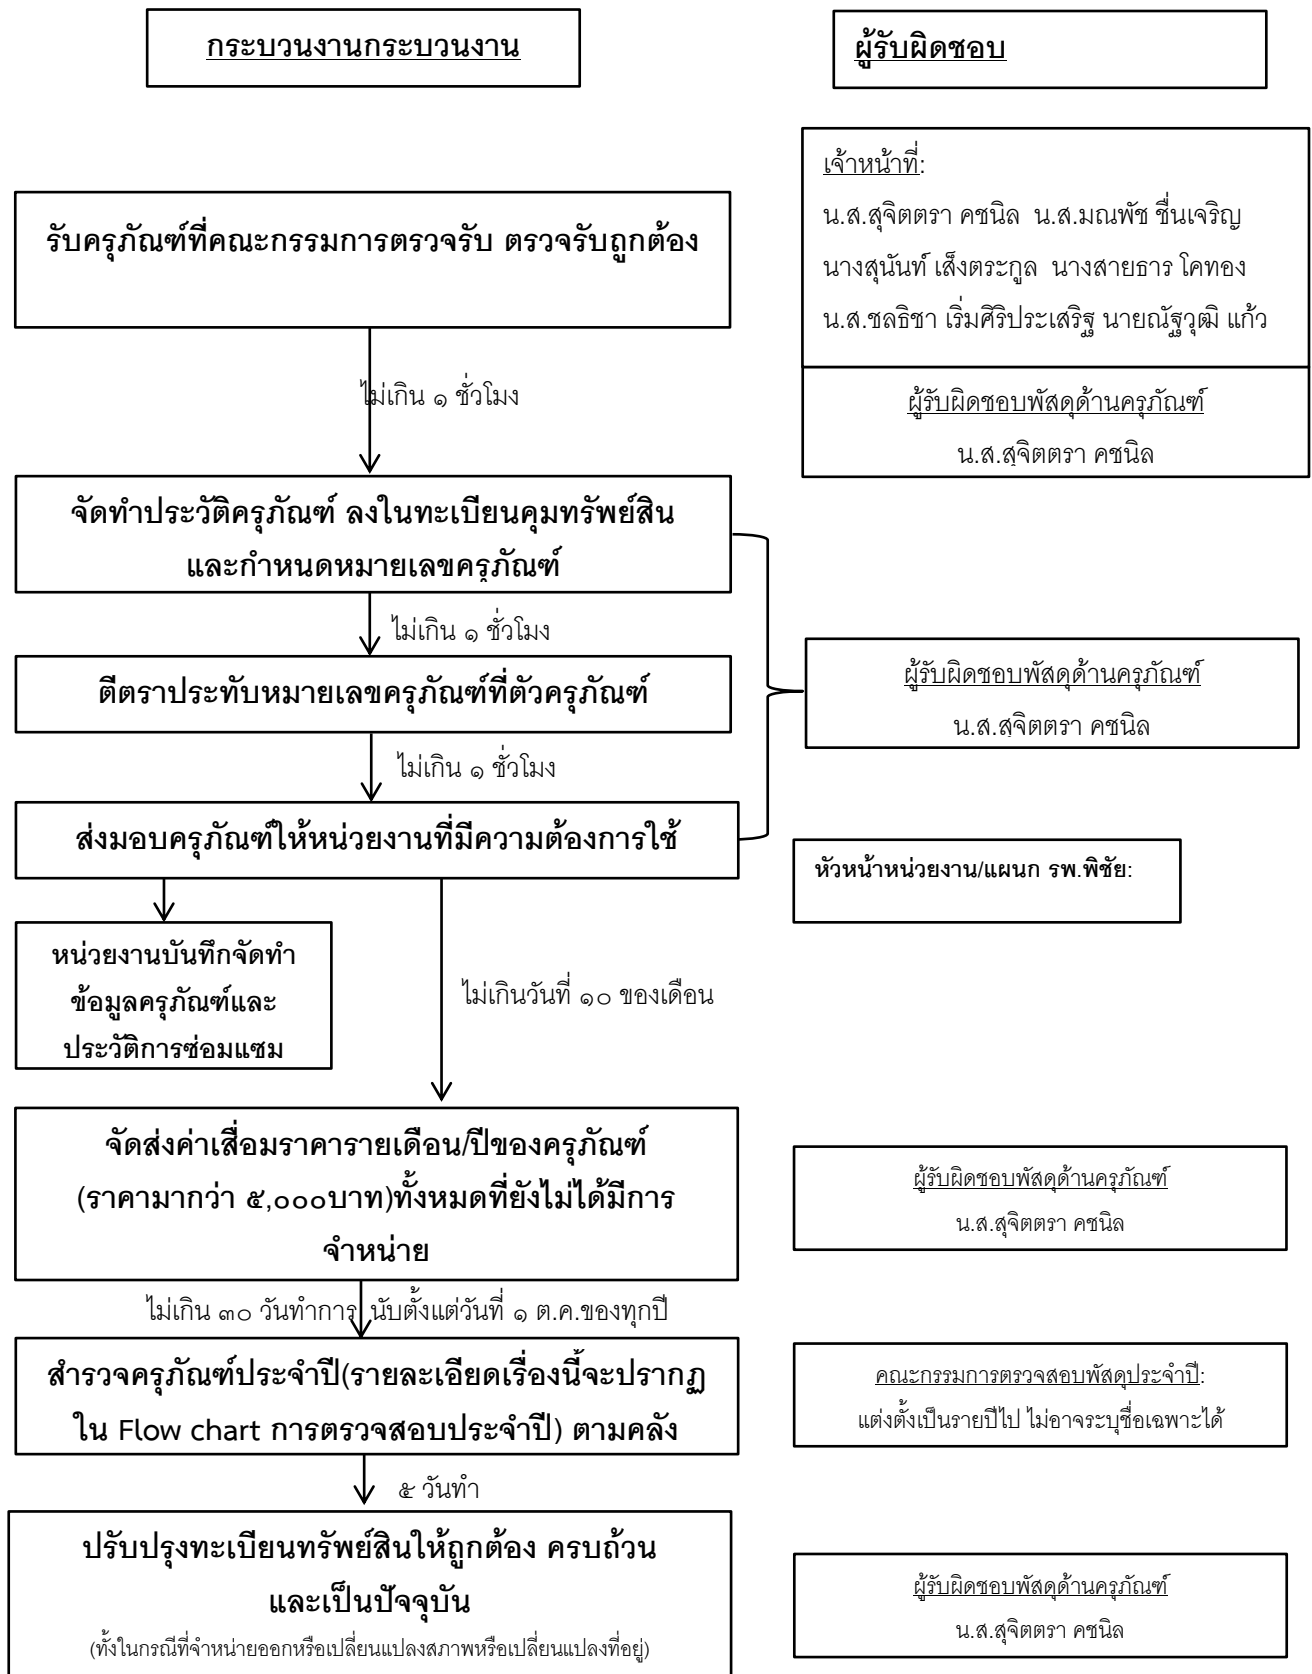 กระบวนงานกระบวนงาน
ผู้รับผิดชอบ
รับครุภัณฑ์ที่คณะกรรมการตรวจรับ ตรวจรับถูกต้อง
เจ้าหน้าที่:
น.ส.สุจิตตรา คชนิล น.ส.มณพัช ชื่นเจริญ
นางสุนันท์ เส็งตระกูล นางสายธาร โคทอง
น.ส.ชลธิชา เริ่มศิริประเสริฐ นายณัฐวุฒิ แก้ว
ผู้รับผิดชอบพัสดุด้านครุภัณฑ์
น.ส.สุจิตตรา คชนิล
ไม่เกิน ๑ ชั่วโมง
จัดทำประวัติครุภัณฑ์ ลงในทะเบียนคุมทรัพย์สิน
และกำหนดหมายเลขครุภัณฑ์
ไม่เกิน ๑ ชั่วโมง
ตีตราประทับหมายเลขครุภัณฑ์ที่ตัวครุภัณฑ์
ผู้รับผิดชอบพัสดุด้านครุภัณฑ์
น.ส.สุจิตตรา คชนิล
ไม่เกิน ๑ ชั่วโมง
ส่งมอบครุภัณฑ์ให้หน่วยงานที่มีความต้องการใช้
หัวหน้าหน่วยงาน/แผนก รพ.พิชัย:
หน่วยงานบันทึกจัดทำ
ข้อมูลครุภัณฑ์และ
ประวัติการซ่อมแซม
ไม่เกินวันที่ ๑๐ ของเดือน
จัดส่งค่าเสื่อมราคารายเดือน/ปีของครุภัณฑ์
(ราคามากว่า ๕,๐๐๐บาท)ทั้งหมดที่ยังไม่ได้มีการ
จำหน่าย
ผู้รับผิดชอบพัสดุด้านครุภัณฑ์
น.ส.สุจิตตรา คชนิล
ไม่เกิน ๓๐ วันทำการ นับตั้งแต่วันที่ ๑ ต.ค.ของทุกปี
สำรวจครุภัณฑ์ประจำปี(รายละเอียดเรื่องนี้จะปรากฏ
ใน Flow chart การตรวจสอบประจำปี) ตามคลัง
คณะกรรมการตรวจสอบพัสดุประจำปี:
แต่งตั้งเป็นรายปีไป ไม่อาจระบุชื่อเฉพาะได้
๕ วันทำ
ปรับปรุงทะเบียนทรัพย์สินให้ถูกต้อง ครบถ้วน
และเป็นปัจจุบัน
(ทั้งในกรณีที่จำหน่ายออกหรือเปลี่ยนแปลงสภาพหรือเปลี่ยนแปลงที่อยู่)
ผู้รับผิดชอบพัสดุด้านครุภัณฑ์
น.ส.สุจิตตรา คชนิล